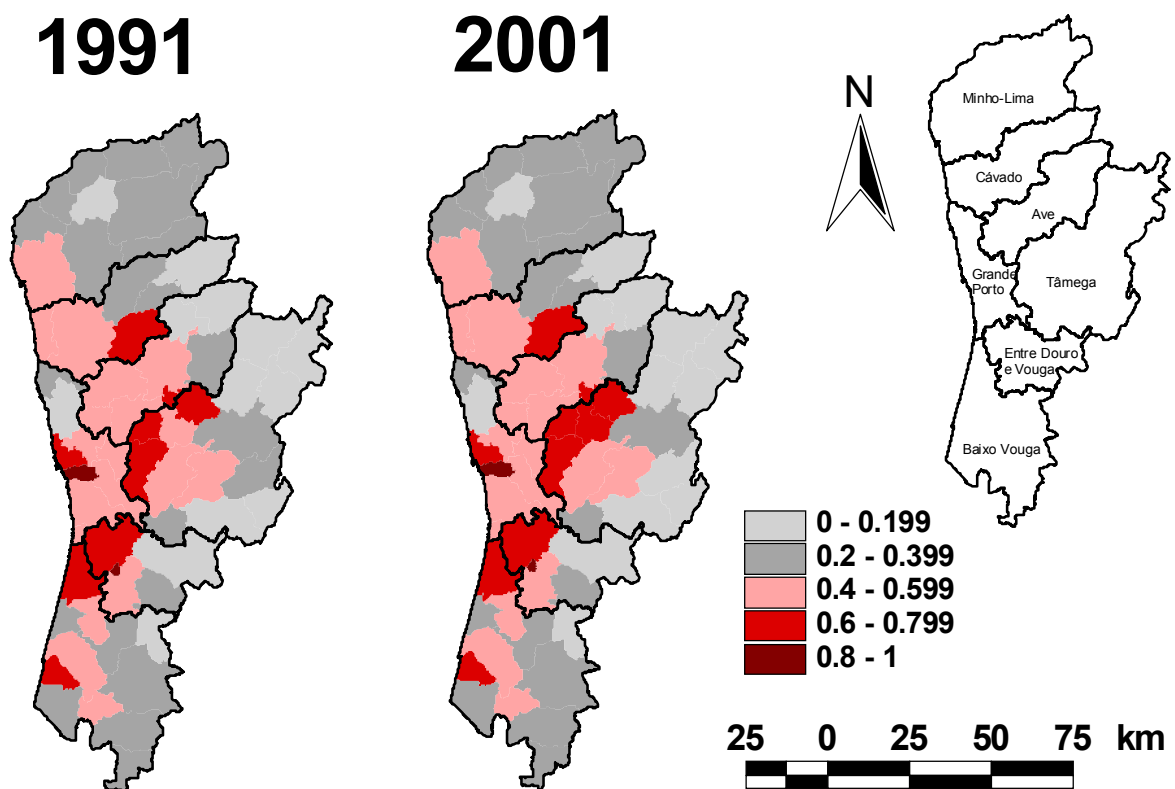 1991
2001
N
Minho-Lima
Cávado
Ave
Grande
Porto
Tâmega
Entre Douro
e Vouga
Baixo Vouga
0 - 0.199
0.2 - 0.399
0.4 - 0.599
0.6 - 0.799
0.8 - 1
25 0 25 50 75 km